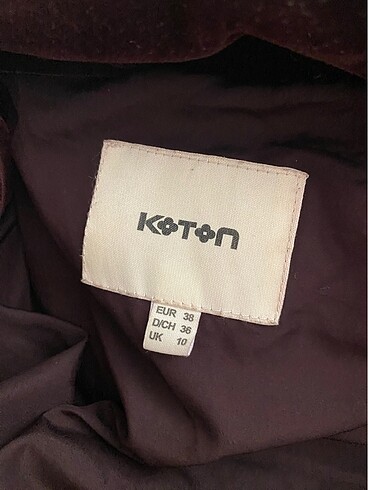 KOTON
EUR 38
D/CH 36
UK 10